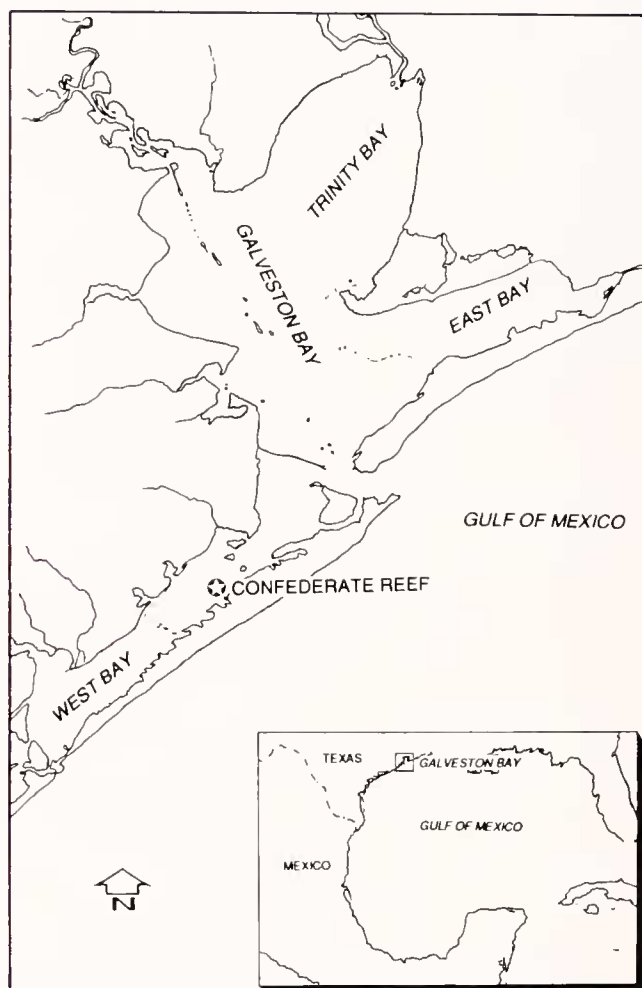 TRINITY BAY
GALVESTON BAY
EAST BAY
GULF OF MEXICO
CONFEDERATE REEF
WEST BAY
TEXAS
GALVESTON BAY
GULF OF MEXICO
MEXICO
N